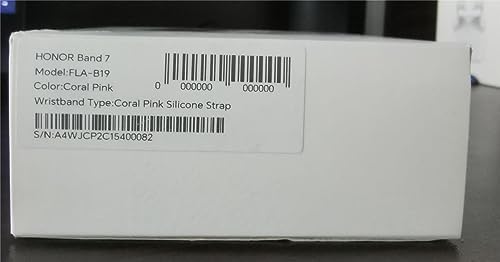 HONOR Band 7
Model:FLA-B19
Color:Coral Pink
0 000000 000000
Wristband Type:Coral Pink Silicone Strap
S/N:A4WJCP2C15400082